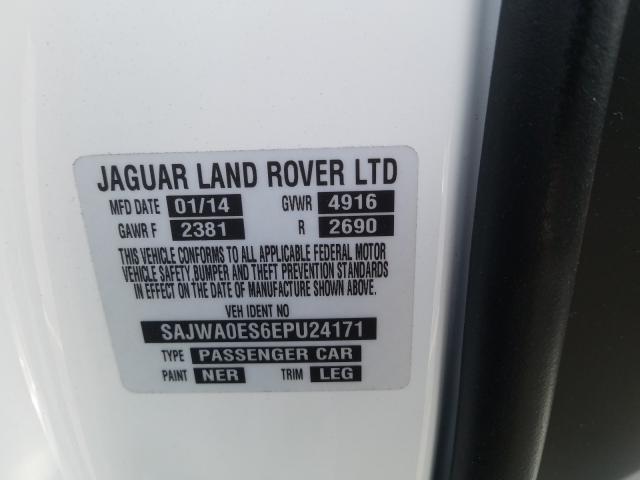 JAGUAR LAND ROVER LTD
MFD DATE 01/14 GVWR 4916
GAWR F 2381 R 2690
THIS VEHICLE CONFORMS TO ALL APPLICABLE FEDERAL MOTOR
VEHICLE SAFETY, BUMPER AND THEFT PREVENTION STANDARDS
IN EFFECT ON THE DATE OF MANUFACTURE SHOWN ABOVE.
VEH IDENT NO
SAJWA0ES6EPU24171
TYPE PASSENGER CAR
PAINT NER TRIM LEG